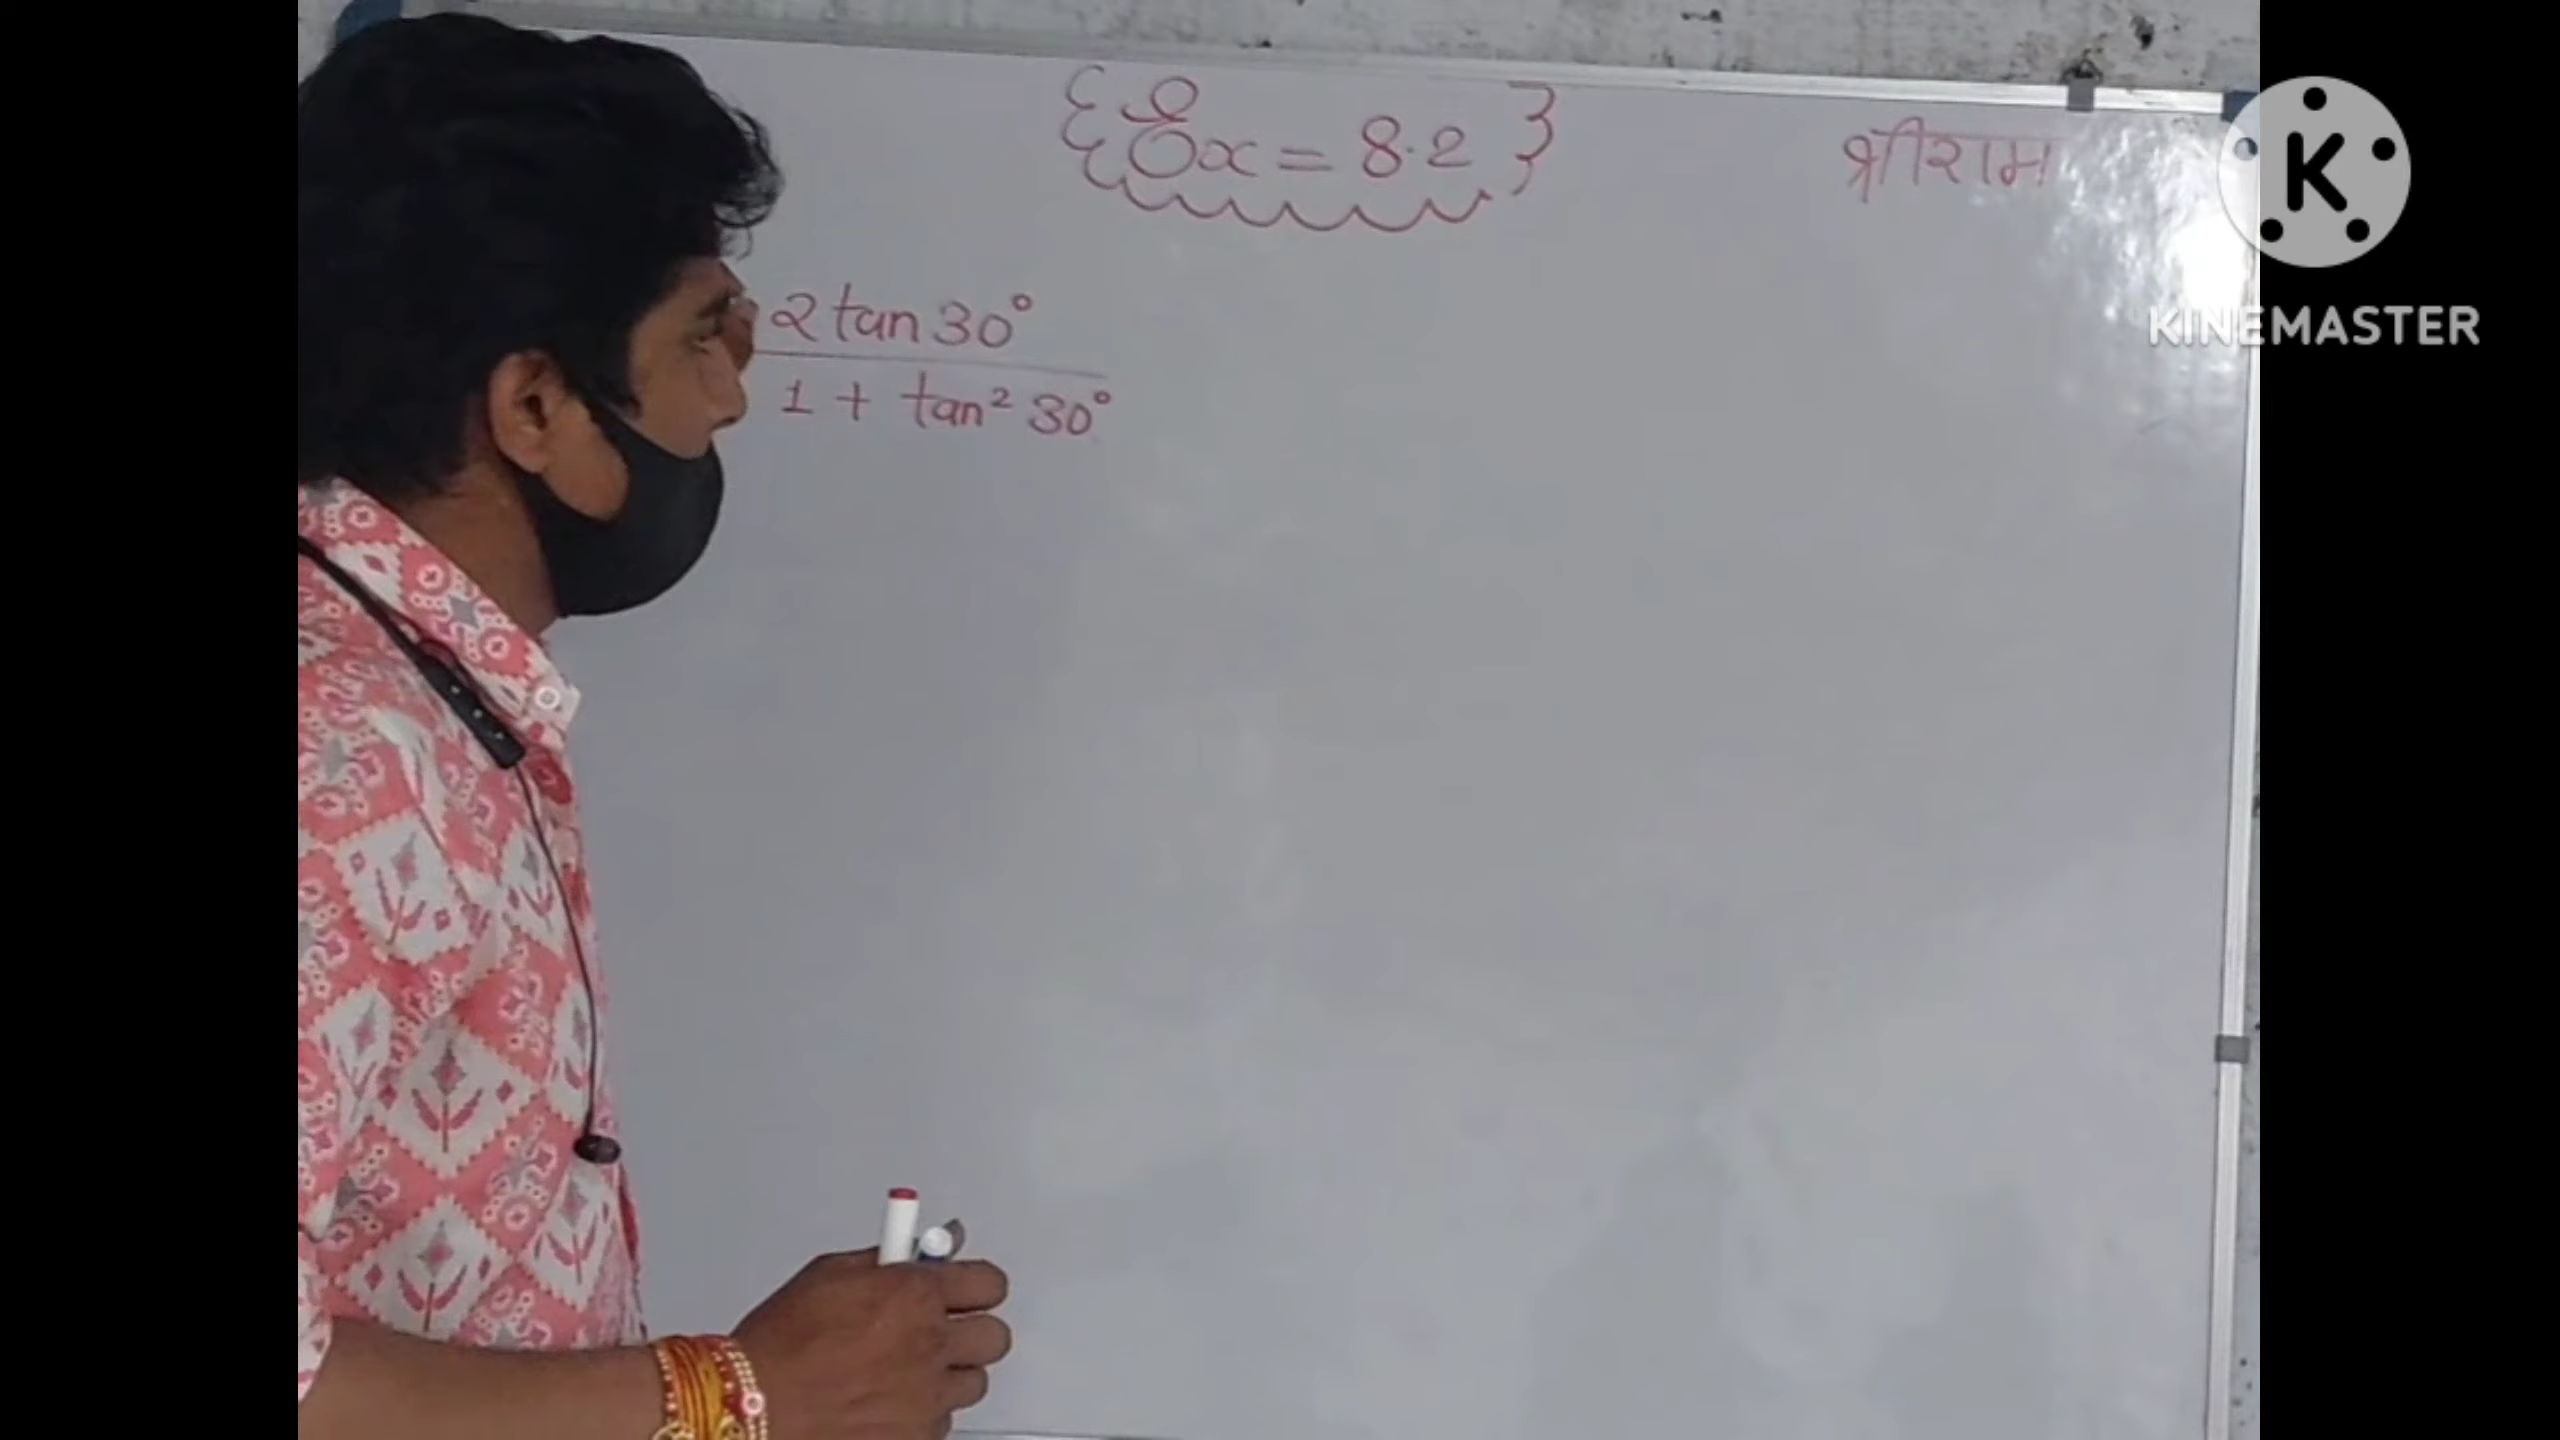 {Ex = 8.2}
श्रीराम
2 tan 30°
1 + tan² 30°
K
KINEMASTER